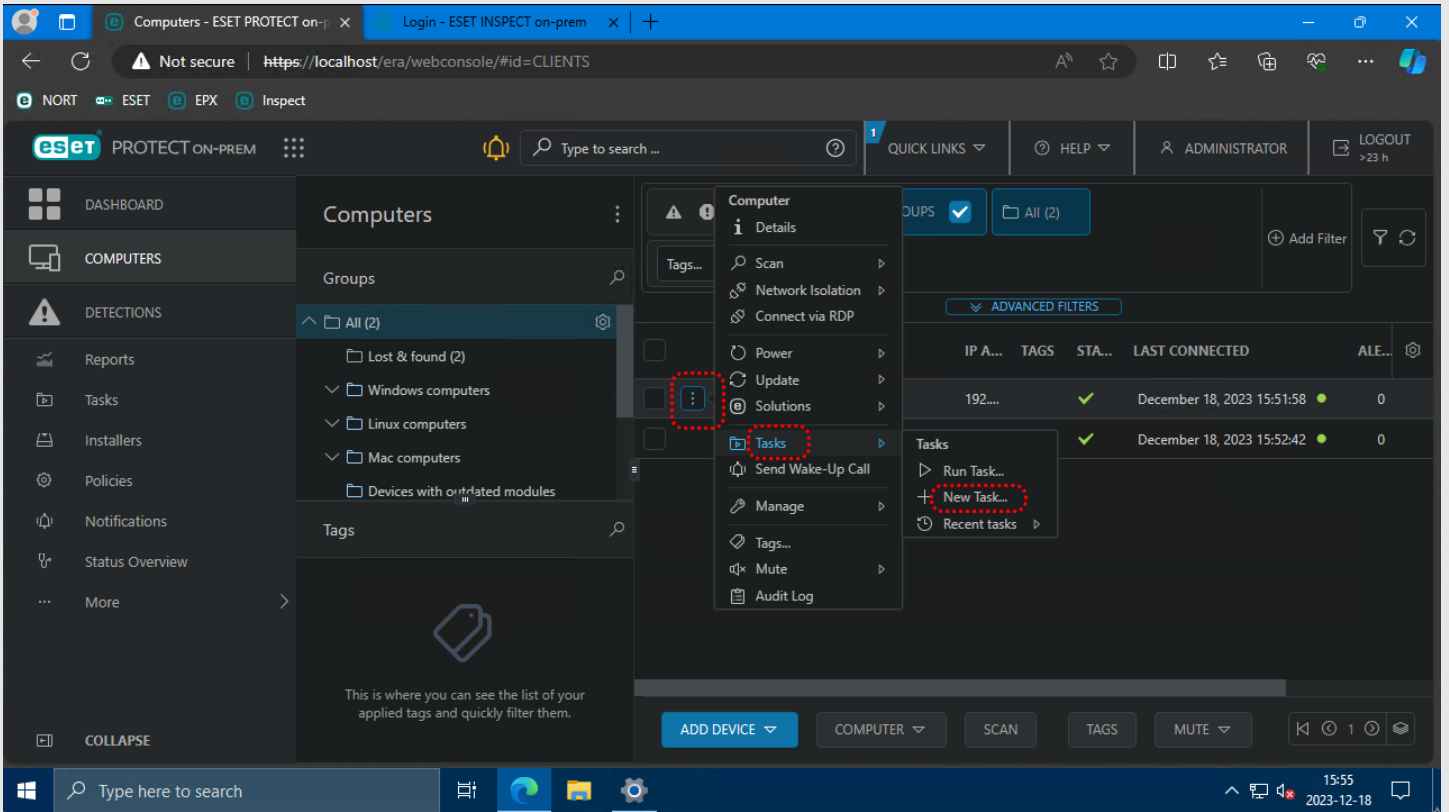 Computers - ESET PROTECT on-p
Login - ESET INSPECT on-prem
Not secure
https://localhost/era/webconsole/#id=CLIENTS
NORT
ESET
EPX
Inspect
eset PROTECT ON-PREM
Type to search ...
1
QUICK LINKS
HELP
ADMINISTRATOR
LOGOUT
>23 h
DASHBOARD
COMPUTERS
DETECTIONS
Reports
Tasks
Installers
Policies
Notifications
Status Overview
More
COLLAPSE
Computers
Groups
All (2)
Lost & found (2)
Windows computers
Linux computers
Mac computers
Devices with outdated modules
Tags
This is where you can see the list of your
applied tags and quickly filter them.
OUPS
All (2)
Add Filter
Tags...
ADVANCED FILTERS
IP A...
TAGS
STA...
LAST CONNECTED
ALE...
192....
December 18, 2023 15:51:58
0
December 18, 2023 15:52:42
0
Computer
Details
Scan
Network Isolation
Connect via RDP
Power
Update
Solutions
Tasks
Send Wake-Up Call
Manage
Tags...
Mute
Audit Log
Tasks
Run Task...
New Task...
Recent tasks
ADD DEVICE
COMPUTER
SCAN
TAGS
MUTE
1
Type here to search
15:55
2023-12-18